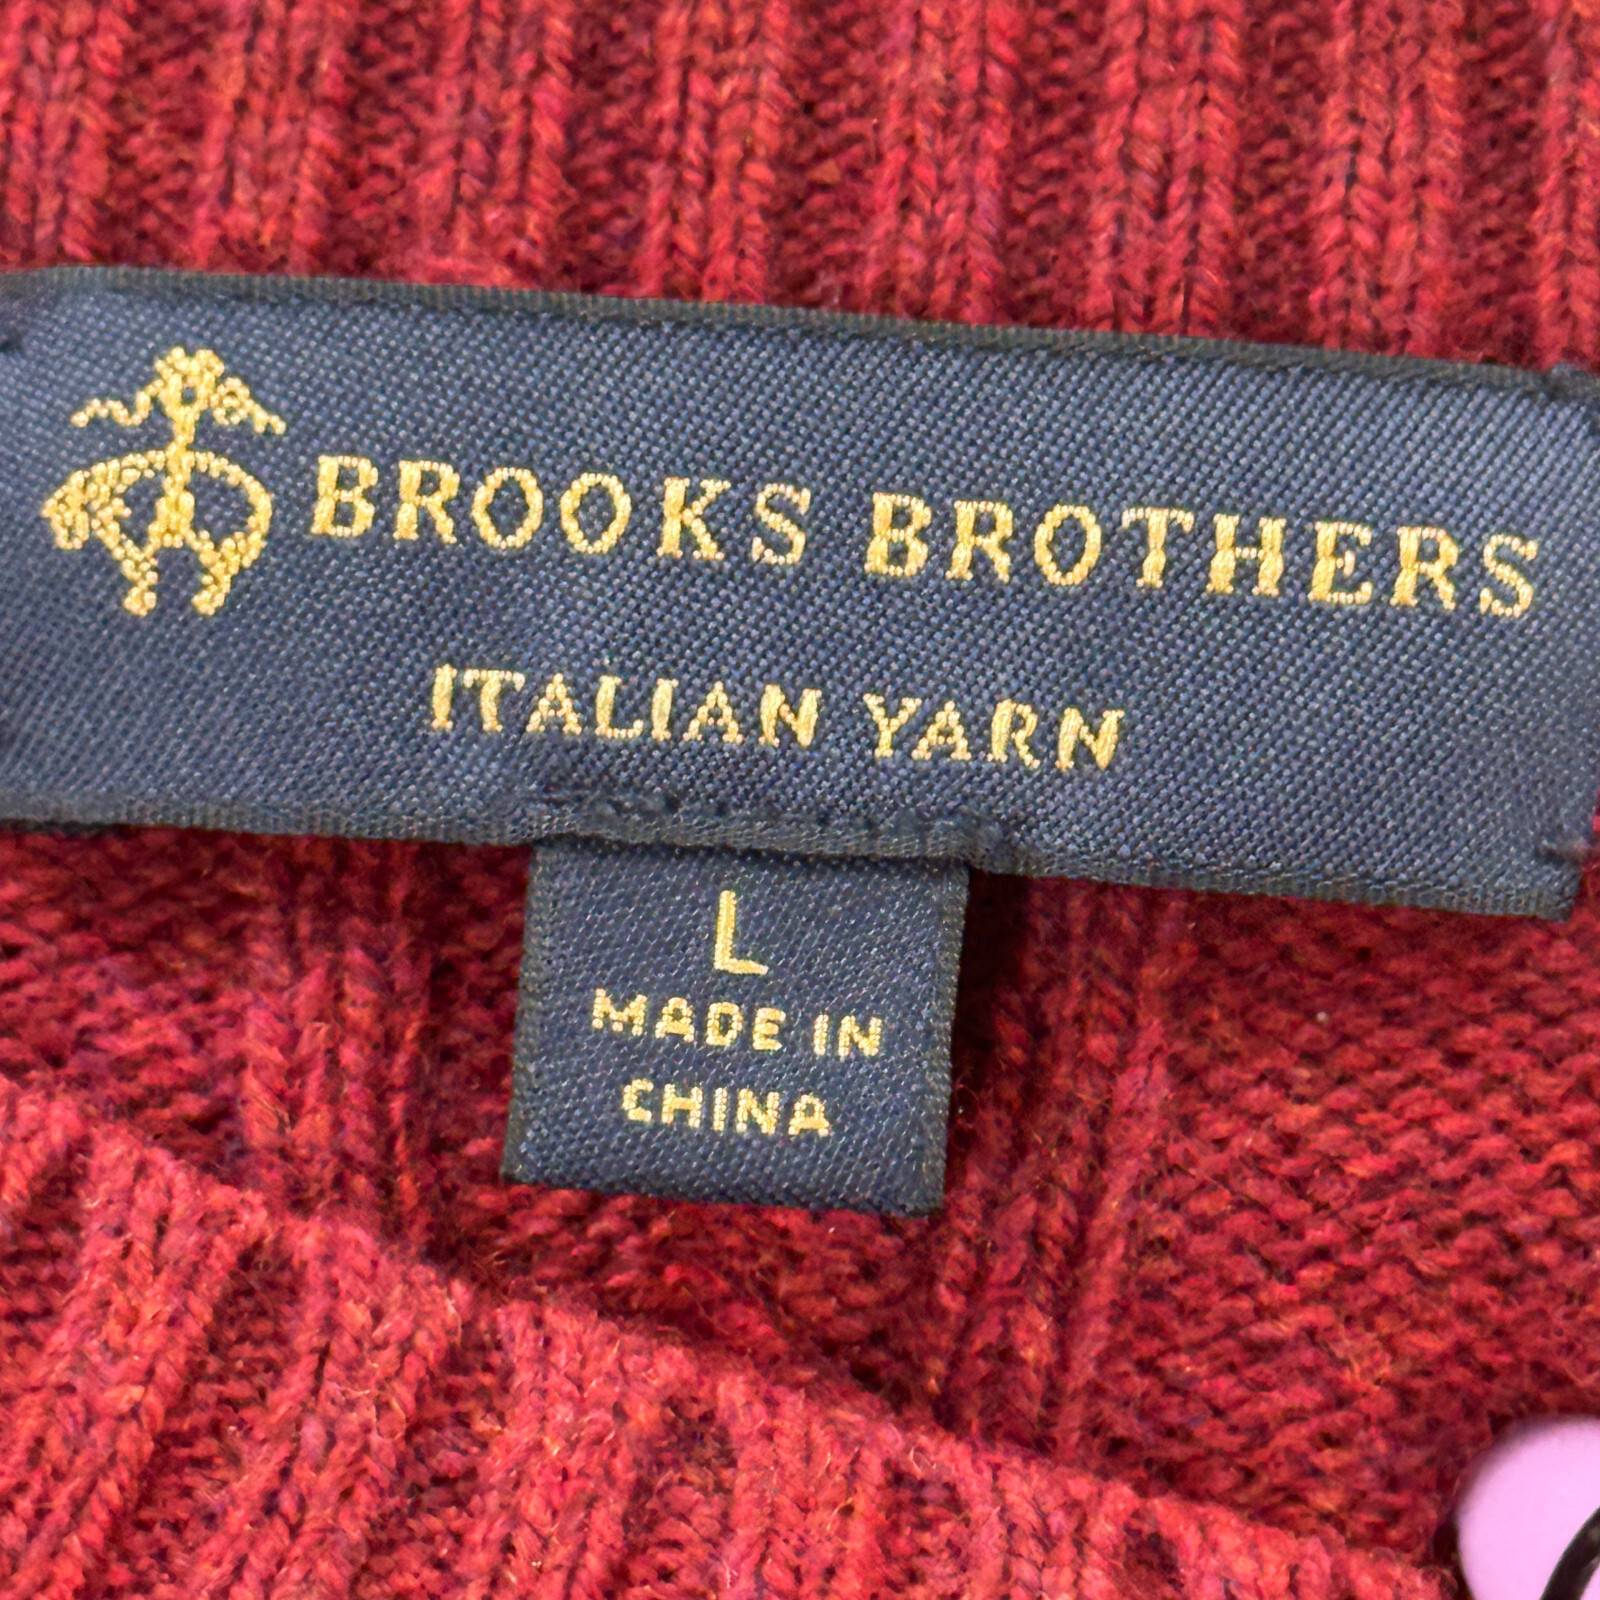 BROOKS BROTHERS
ITALIAN YARN
L
MADE IN
CHINA